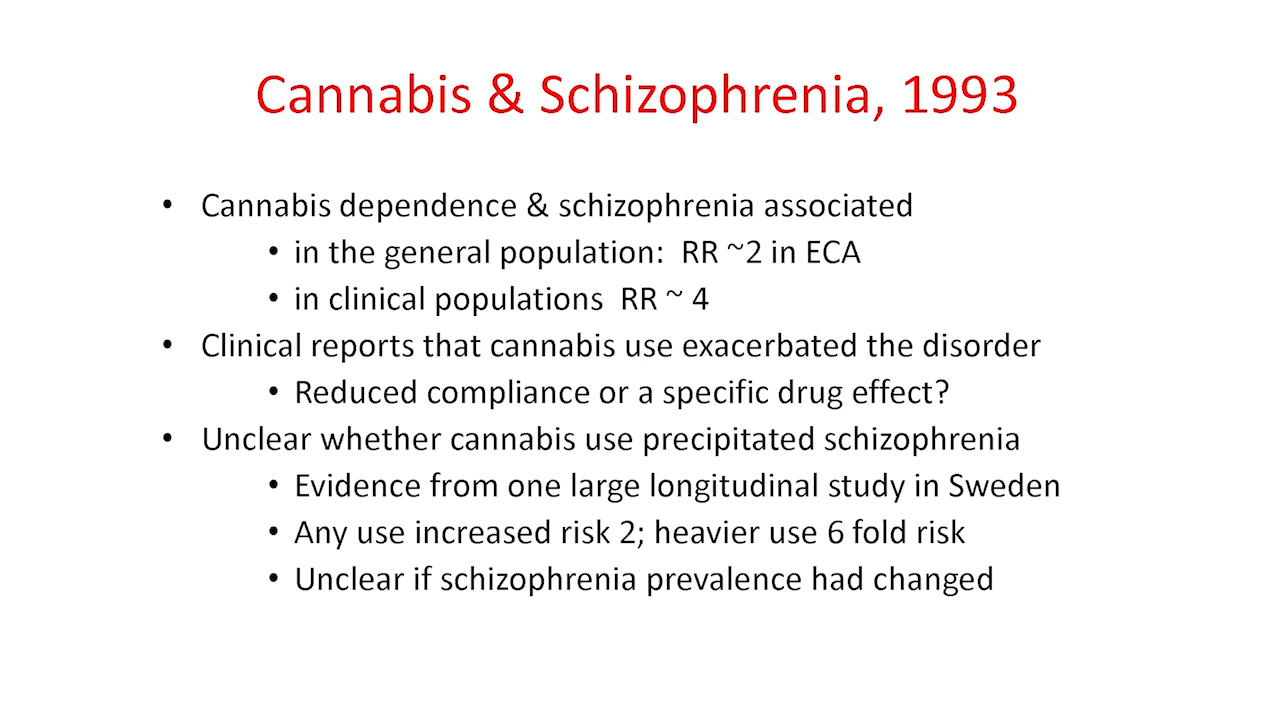 Cannabis & Schizophrenia, 1993
• Cannabis dependence & schizophrenia associated
• in the general population:  RR ~2 in ECA
• in clinical populations  RR ~ 4
• Clinical reports that cannabis use exacerbated the disorder
• Reduced compliance or a specific drug effect?
• Unclear whether cannabis use precipitated schizophrenia
• Evidence from one large longitudinal study in Sweden
• Any use increased risk 2; heavier use 6 fold risk
• Unclear if schizophrenia prevalence had changed